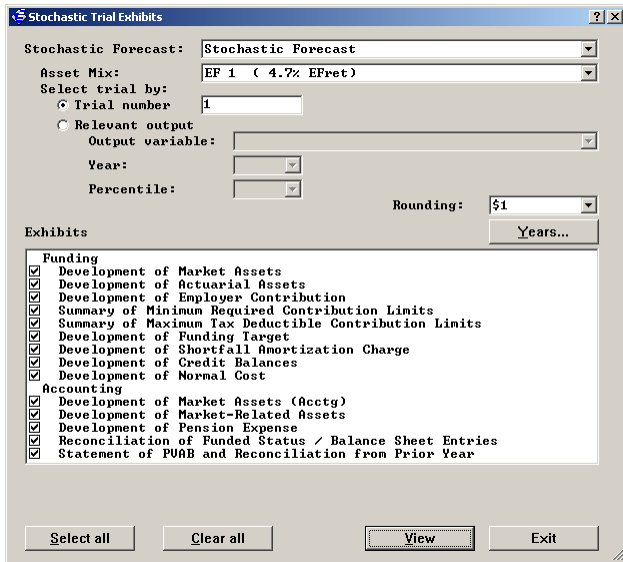 Stochastic Trial Exhibits
Stochastic Forecast: Stochastic Forecast
Asset Mix: EF 1 ( 4.7% EFret)
Select trial by:
Trial number 1
Relevant output
Output variable:
Year:
Percentile:
Rounding: $1
Exhibits Years...
Funding
Development of Market Assets
Development of Actuarial Assets
Development of Employer Contribution
Summary of Minimum Required Contribution Limits
Summary of Maximum Tax Deductible Contribution Limits
Development of Funding Target
Development of Shortfall Amortization Charge
Development of Credit Balances
Development of Normal Cost
Accounting
Development of Market Assets (Acctg)
Development of Market-Related Assets
Development of Pension Expense
Reconciliation of Funded Status / Balance Sheet Entries
Statement of PVAB and Reconciliation from Prior Year
Select all Clear all View Exit